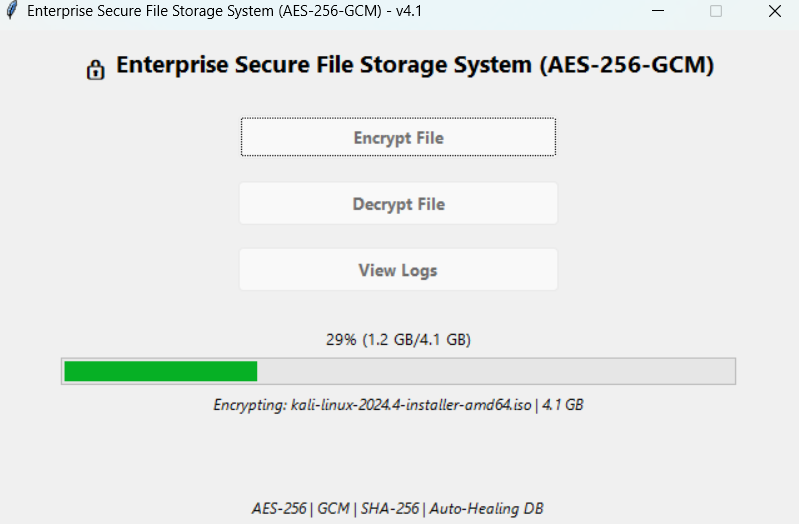 Enterprise Secure File Storage System (AES-256-GCM) - v4.1
Enterprise Secure File Storage System (AES-256-GCM)
Encrypt File
Decrypt File
View Logs
29% (1.2 GB/4.1 GB)
Encrypting: kali-linux-2024.4-installer-amd64.iso | 4.1 GB
AES-256 | GCM | SHA-256 | Auto-Healing DB